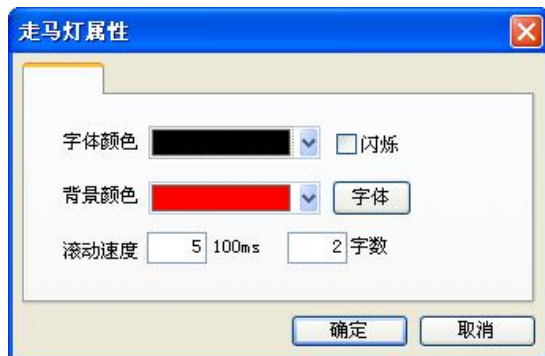 走马灯属性
字体颜色 闪烁
背景颜色 字体
滚动速度 5 100ms 2 字数
确定 取消